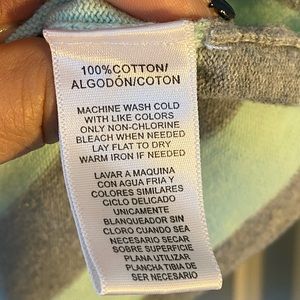 100%COTTON/
ALGODÓN/COTON
MACHINE WASH COLD
WITH LIKE COLORS
ONLY NON-CHLORINE
BLEACH WHEN NEEDED
LAY FLAT TO DRY
WARM IRON IF NEEDED
LAVAR A MAQUINA
CON AGUA FRIA Y
COLORES SIMILARES
CICLO DELICADO
UNICAMENTE
BLANQUEADOR SIN
CLORO CUANDO SEA
NECESARIO SECAR
SOBRE SUPERFICIE
PLANA UTILIZAR
PLANCHA TIBIA DE
SER NECESARIO